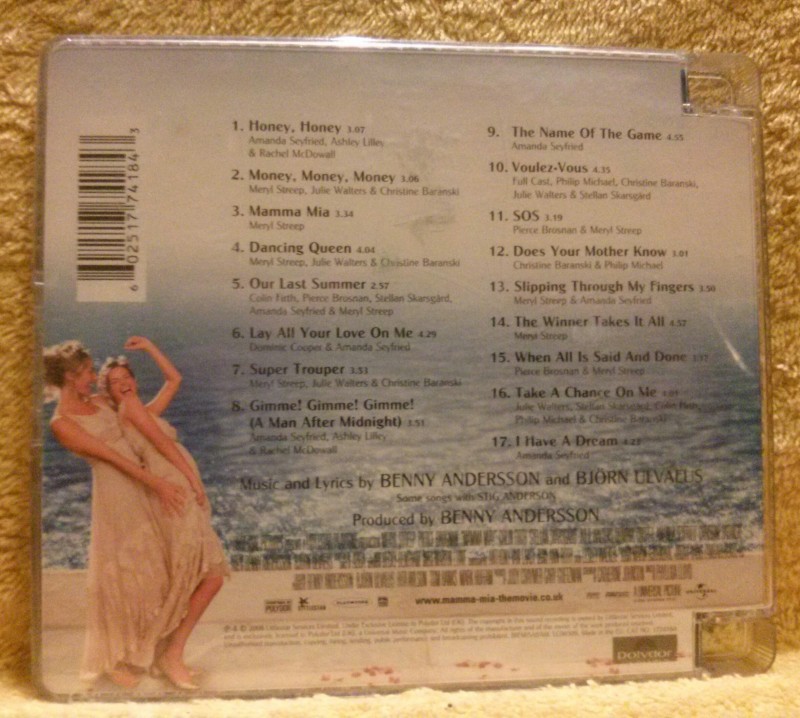 6 02517 74184 3
1. Honey, Honey 3.07
Amanda Seyfried, Ashley Lilley
& Rachel McDowall
2. Money, Money, Money 3.06
Meryl Streep, Julie Walters & Christine Baranski
3. Mamma Mia 3.34
Meryl Streep
4. Dancing Queen 4.04
Meryl Streep, Julie Walters & Christine Baranski
5. Our Last Summer 2.57
Colin Firth, Pierce Brosnan, Stellan Skarsgård,
Amanda Seyfried & Meryl Streep
6. Lay All Your Love On Me 4.29
Dominic Cooper & Amanda Seyfried
7. Super Trouper 3.53
Meryl Streep, Julie Walters & Christine Baranski
8. Gimme! Gimme! Gimme!
(A Man After Midnight) 3.51
Amanda Seyfried, Ashley Lilley
& Rachel McDowall
9. The Name Of The Game 4.55
Amanda Seyfried
10. Voulez-Vous 4.35
Full Cast, Philip Michael, Christine Baranski,
Julie Walters & Stellan Skarsgård
11. SOS 3.19
Pierce Brosnan & Meryl Streep
12. Does Your Mother Know 3.01
Christine Baranski & Philip Michael
13. Slipping Through My Fingers 3.50
Meryl Streep & Amanda Seyfried
14. The Winner Takes It All 4.57
Meryl Streep
15. When All Is Said And Done
Pierce Brosnan & Meryl Streep
16. Take A Chance On Me
Julie Walters, Stellan Skarsgård, Colin Firth,
Philip Michael & Christine Baranski
17. I Have A Dream
Amanda Seyfried
Music and Lyrics by BENNY ANDERSSON and BJÖRN ULVAEUS
Some songs with STIG ANDERSON
Produced by BENNY ANDERSSON
www.mamma-mia-themovie.co.uk
Polydor